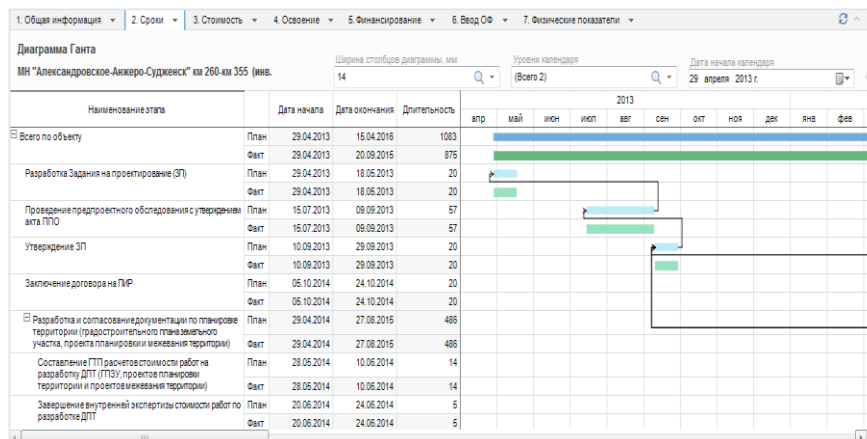 1. Общая информация 2. Сроки 3. Стоимость 4. Освоение 5. Финансирование 6. Ввод ОФ 7. Физические показатели
Диаграмма Ганта
МН "Александровское-Анжеро-Судженск" км 260-км 355 (инв.
Ширина столбцов диаграммы, мм Уровни календаря Дата начала календаря
14 (Всего 2) 29 апреля 2013 г.
Наименование этапа Дата начала Дата окончания Длительность 2013
апр май июн июл авг сен окт ноя дек янв фев
Всего по объекту План 29.04.2013 15.04.2016 1083
Факт 29.04.2013 20.09.2015 875
Разработка Задания на проектирование (ЗП) План 29.04.2013 18.05.2013 20
Факт 29.04.2013 18.05.2013 20
Проведение предпроектного обследования с утверждением План 15.07.2013 09.09.2013 57
акта ППО
Факт 15.07.2013 09.09.2013 57
Утверждение ЗП План 10.09.2013 29.09.2013 20
Факт 10.09.2013 29.09.2013 20
Заключение договора на ПИР План 05.10.2014 24.10.2014 20
Факт 05.10.2014 24.10.2014 20
Разработка и согласование документации по планировке План 29.04.2014 27.08.2015 486
территории (градостроительного плана земельного
участка, проекта планировки и межевания территории) Факт 29.04.2014 27.08.2015 486
Составление ГТП расчетов стоимости работ на План 28.05.2014 10.06.2014 14
разработку ДПТ (ГПЗУ, проектов планировки
территории и проектов межевания территории) Факт 28.05.2014 10.06.2014 14
Завершение внутренней экспертизы стоимости работ по План 20.06.2014 24.06.2014 5
разработке ДПТ
Факт 20.06.2014 24.06.2014 5